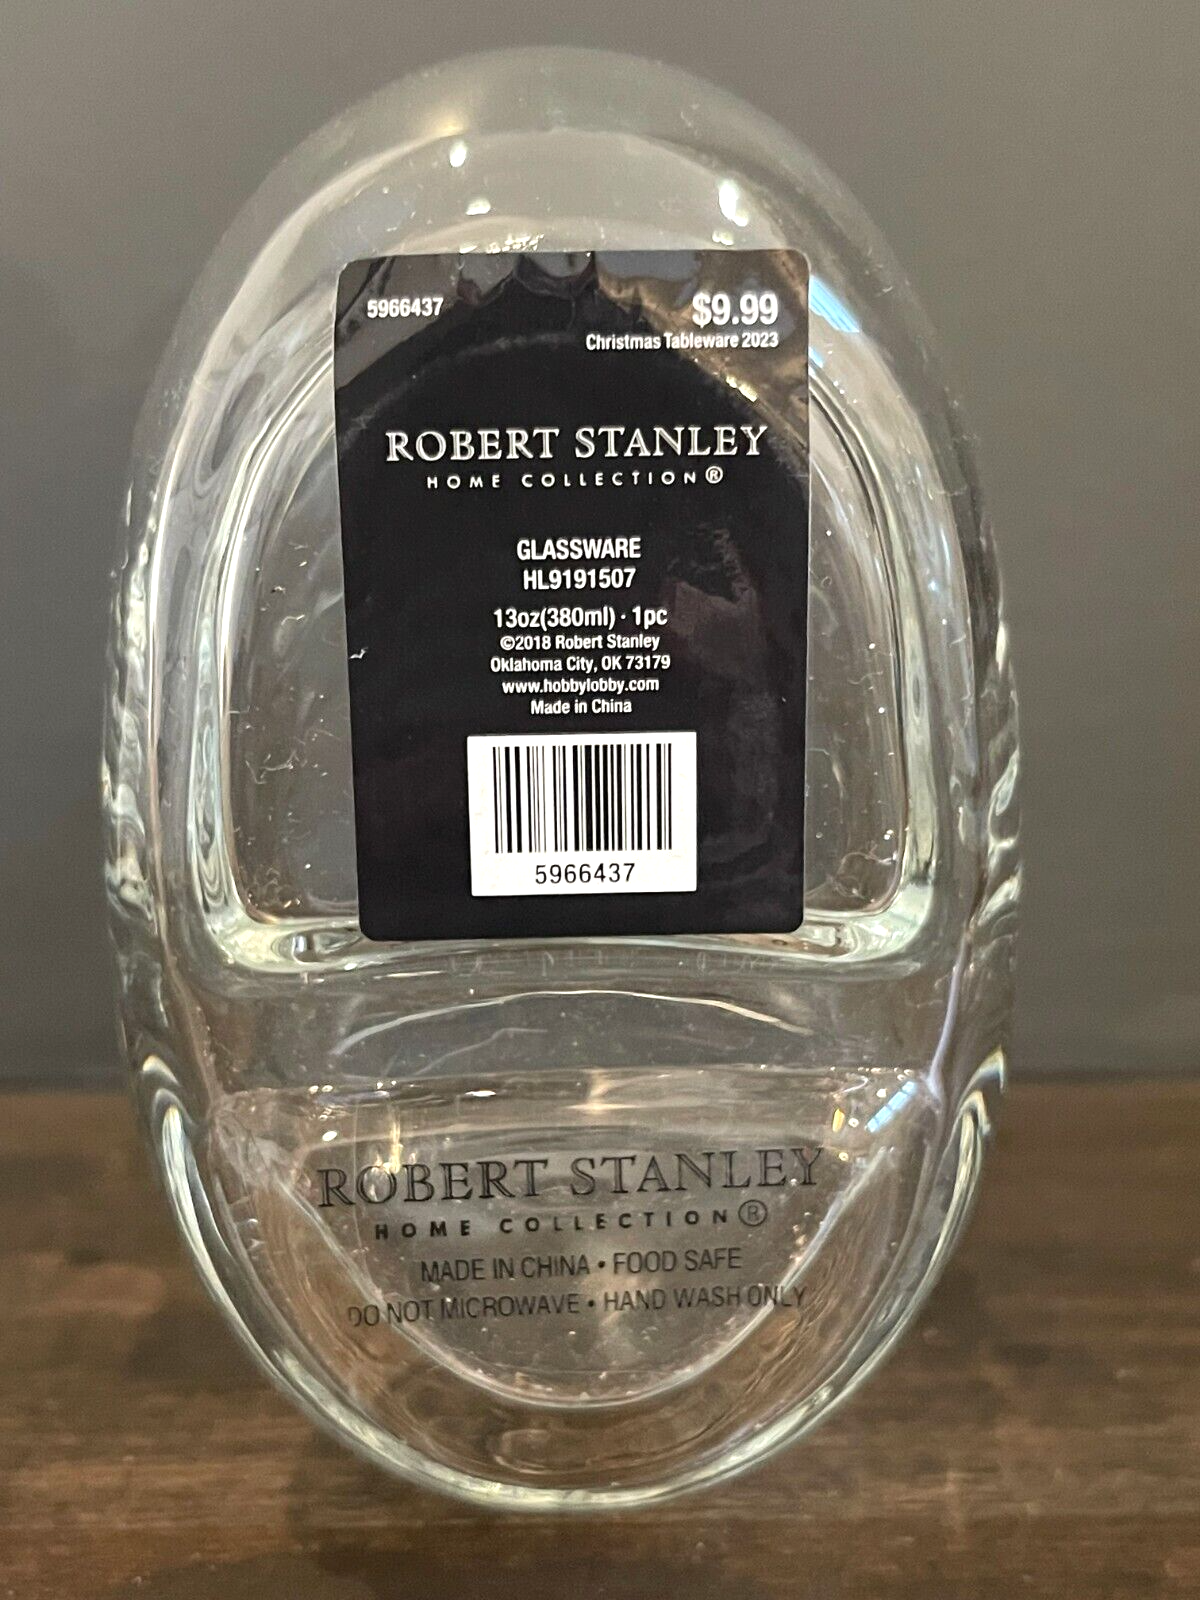 5966437 $9.99
Christmas Tableware 2023
ROBERT STANLEY
HOME COLLECTION®
GLASSWARE
HL9191507
13oz(380ml) · 1pc
©2018 Robert Stanley
Oklahoma City, OK 73179
www.hobbylobby.com
Made in China
5966437
ROBERT STANLEY
HOME COLLECTION®
MADE IN CHINA • FOOD SAFE
DO NOT MICROWAVE • HAND WASH ONLY